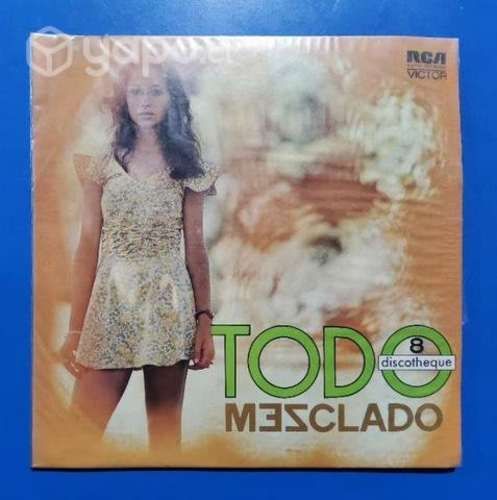 yapo.cl
RCA
VICTOR
TODO
8
discotheque
MEZCLADO